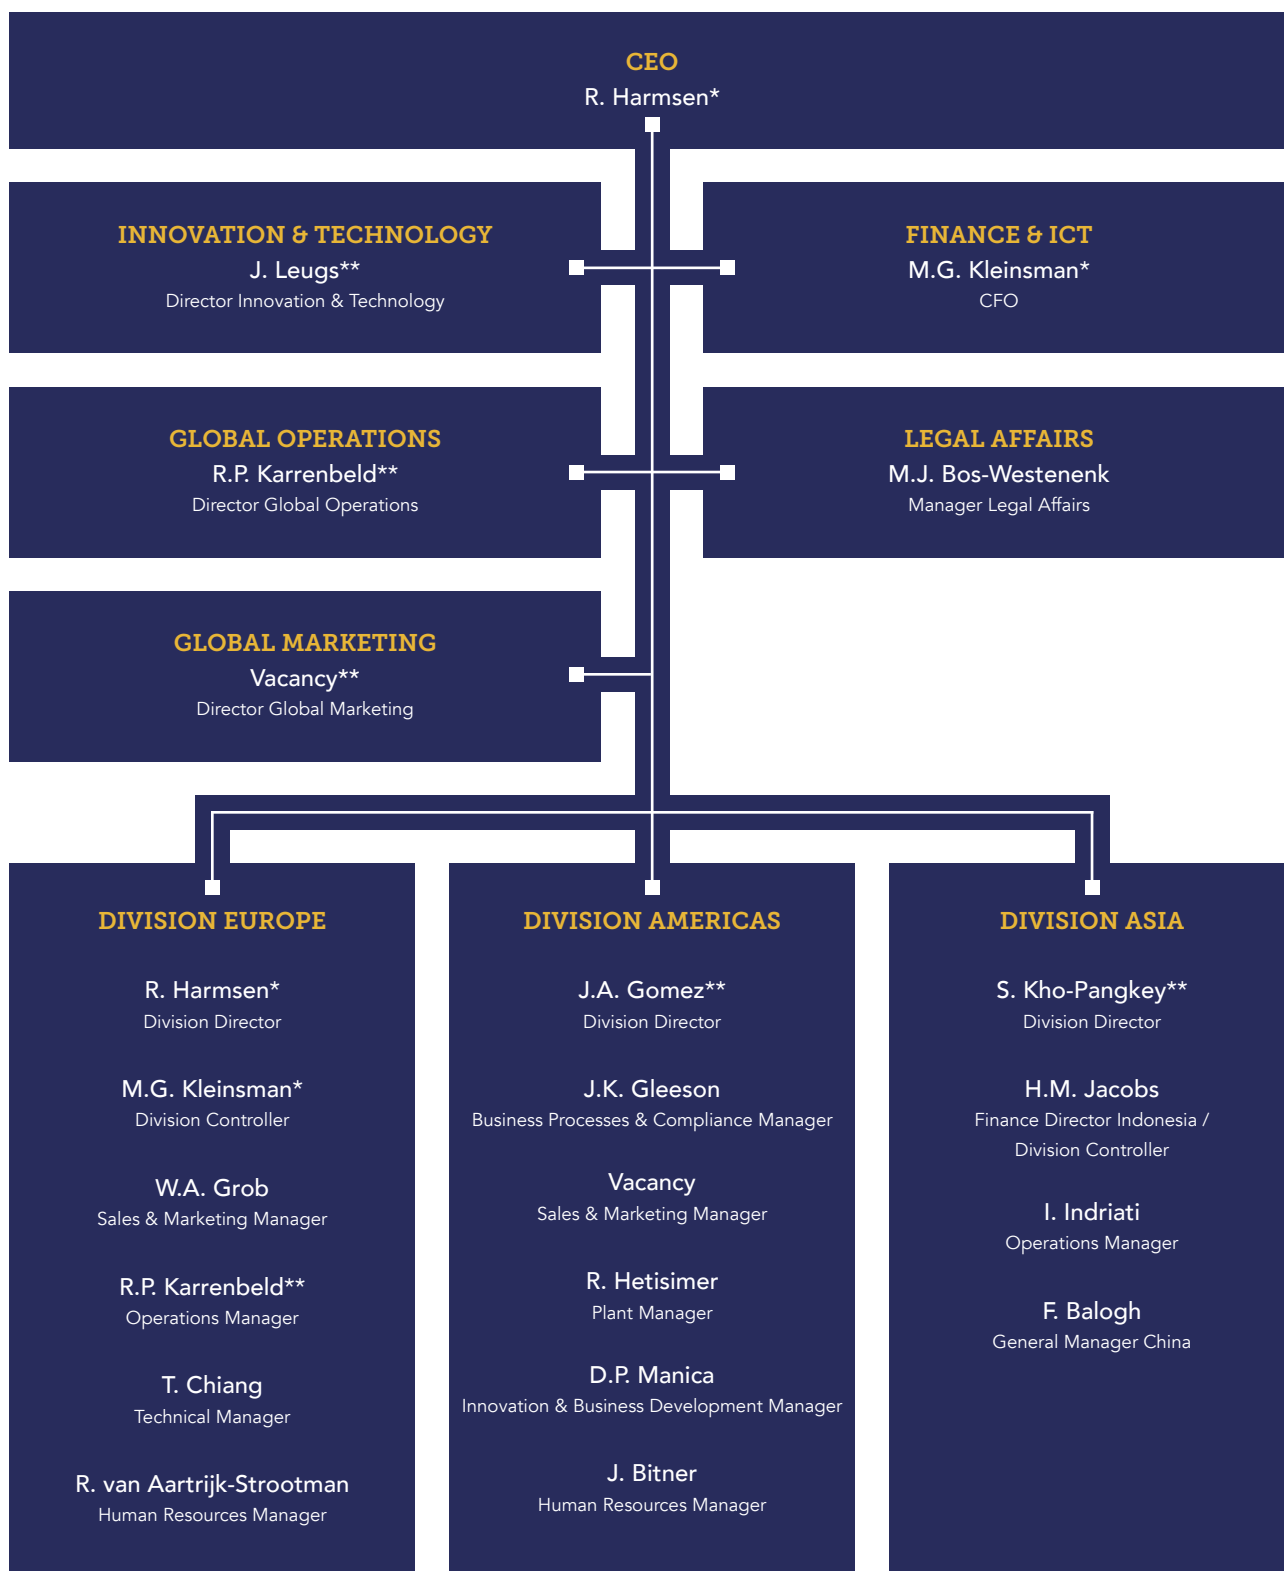 CEO
R. Harmsen*
INNOVATION & TECHNOLOGY
J. Leugs**
Director Innovation & Technology
FINANCE & ICT
M.G. Kleinsman*
CFO
GLOBAL OPERATIONS
R.P. Karrenbeld**
Director Global Operations
LEGAL AFFAIRS
M.J. Bos-Westenenk
Manager Legal Affairs
GLOBAL MARKETING
Vacancy**
Director Global Marketing
DIVISION EUROPE
R. Harmsen*
Division Director
M.G. Kleinsman*
Division Controller
W.A. Grob
Sales & Marketing Manager
R.P. Karrenbeld**
Operations Manager
T. Chiang
Technical Manager
R. van Aartrijk-Strootman
Human Resources Manager
DIVISION AMERICAS
J.A. Gomez**
Division Director
J.K. Gleeson
Business Processes & Compliance Manager
Vacancy
Sales & Marketing Manager
R. Hetisimer
Plant Manager
D.P. Manica
Innovation & Business Development Manager
J. Bitner
Human Resources Manager
DIVISION ASIA
S. Kho-Pangkey**
Division Director
H.M. Jacobs
Finance Director Indonesia /
Division Controller
I. Indriati
Operations Manager
F. Balogh
General Manager China